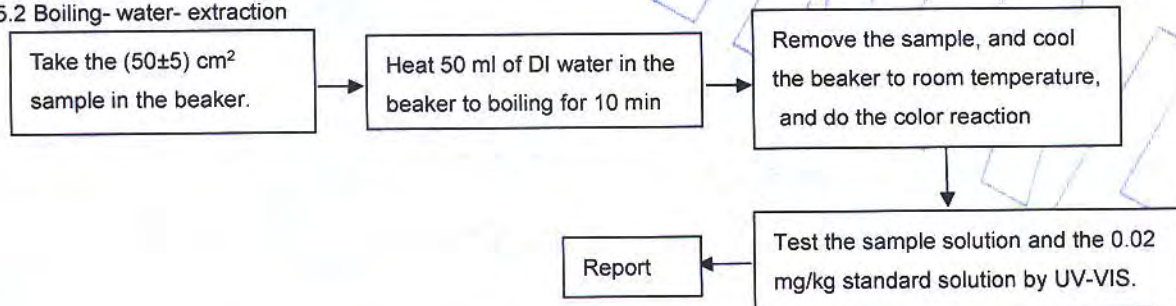 5.2 Boiling- water- extraction
Take the (50±5) cm²
sample in the beaker.
Heat 50 ml of DI water in the
beaker to boiling for 10 min
Remove the sample, and cool
the beaker to room temperature,
and do the color reaction
Test the sample solution and the 0.02
mg/kg standard solution by UV-VIS.
Report